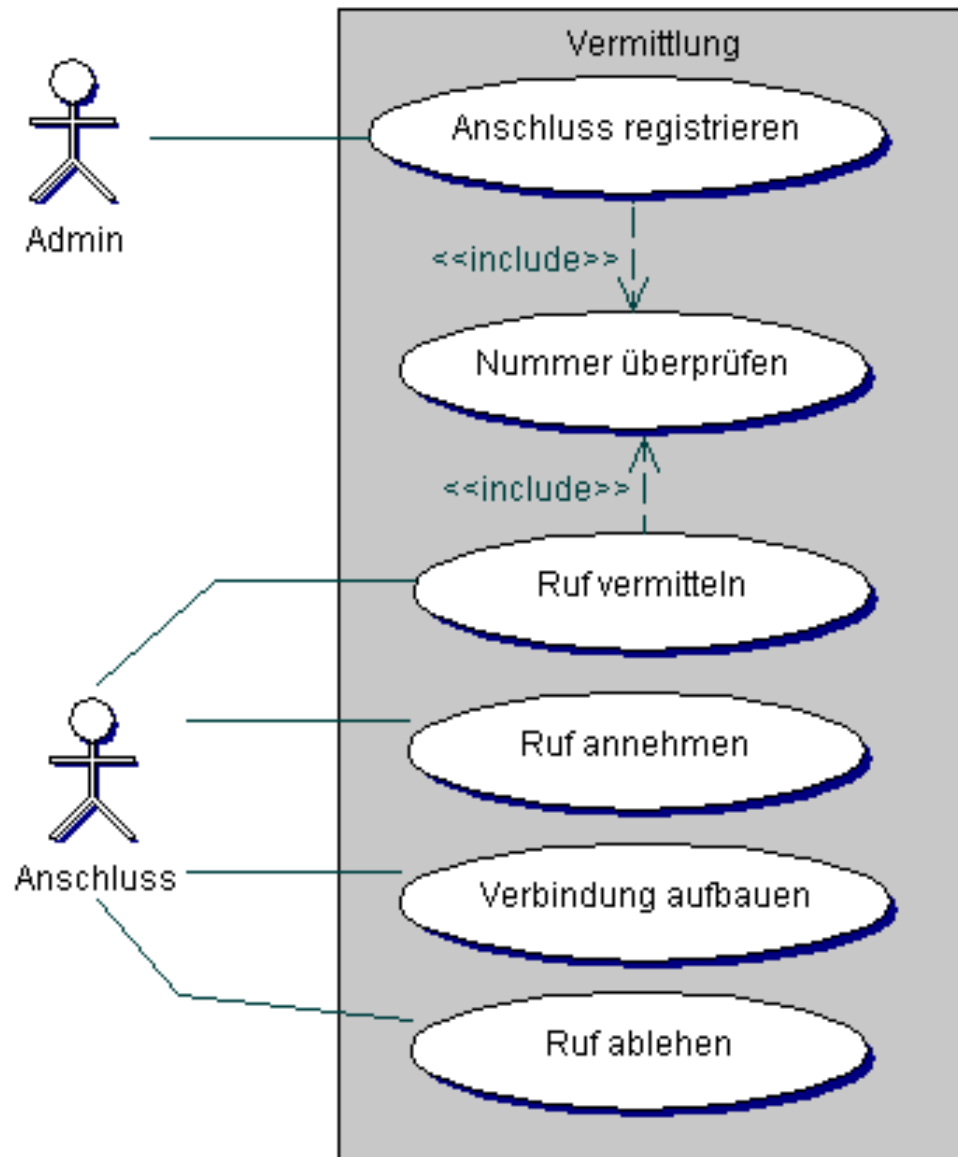 Vermittlung
Anschluss registrieren
Admin
<<include>>
Nummer überprüfen
<<include>>
Ruf vermitteln
Ruf annehmen
Anschluss
Verbindung aufbauen
Ruf ablehen